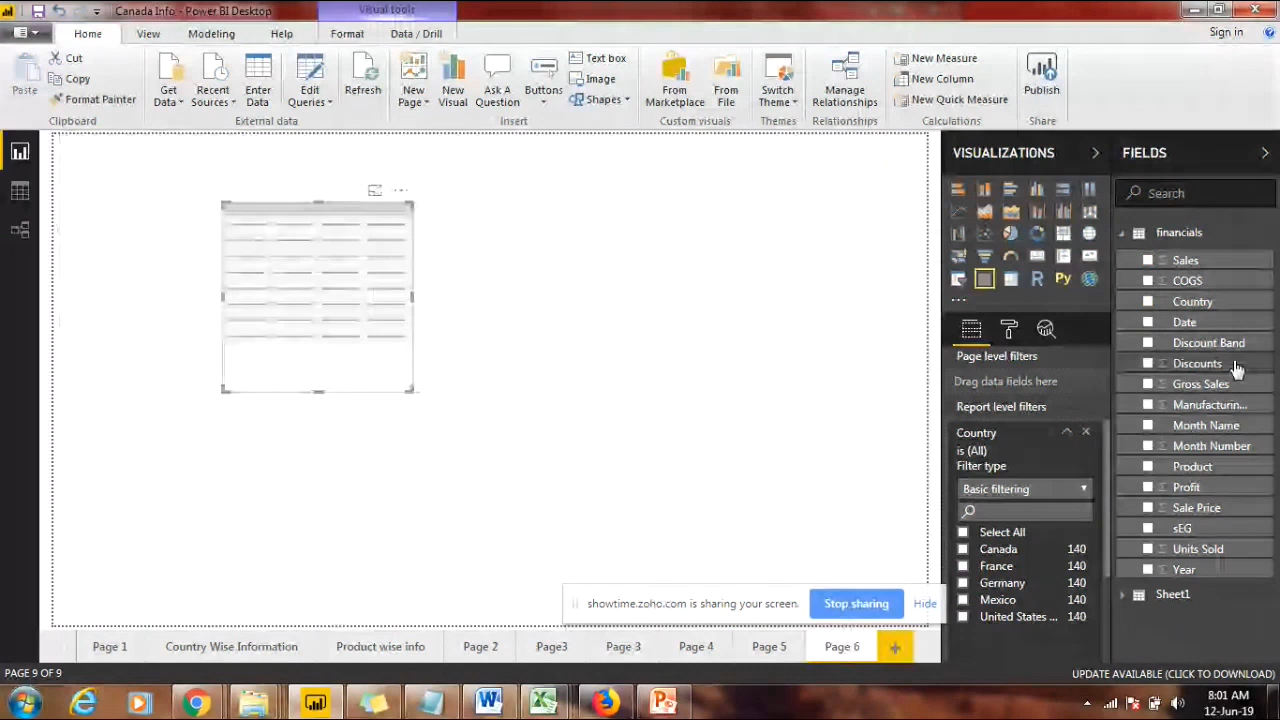 Canada Info - Power BI Desktop
Visual tools
Home
View
Modeling
Help
Format
Data / Drill
Sign in
Paste
Cut
Copy
Format Painter
Clipboard
Get Data
Recent Sources
Enter Data
External data
Edit Queries
Refresh
New Page
New Visual
Ask A Question
Buttons
Text box
Image
Shapes
Insert
From Marketplace
From File
Custom visuals
Switch Theme
Themes
Manage Relationships
Relationships
New Measure
New Column
New Quick Measure
Calculations
Publish
Share
VISUALIZATIONS
R
Py
Page level filters
Drag data fields here
Report level filters
Country
is (All)
Filter type
Basic filtering
Select All
Canada 140
France 140
Germany 140
Mexico 140
United States ... 140
FIELDS
Search
financials
Sales
COGS
Country
Date
Discount Band
Discounts
Gross Sales
Manufacturin...
Month Name
Month Number
Product
Profit
Sale Price
sEG
Units Sold
Year
Sheet1
showtime.zoho.com is sharing your screen.
Stop sharing
Hide
Page 1
Country Wise Information
Product wise info
Page 2
Page3
Page 3
Page 4
Page 5
Page 6
PAGE 9 OF 9
UPDATE AVAILABLE (CLICK TO DOWNLOAD)
8:01 AM
12-Jun-19